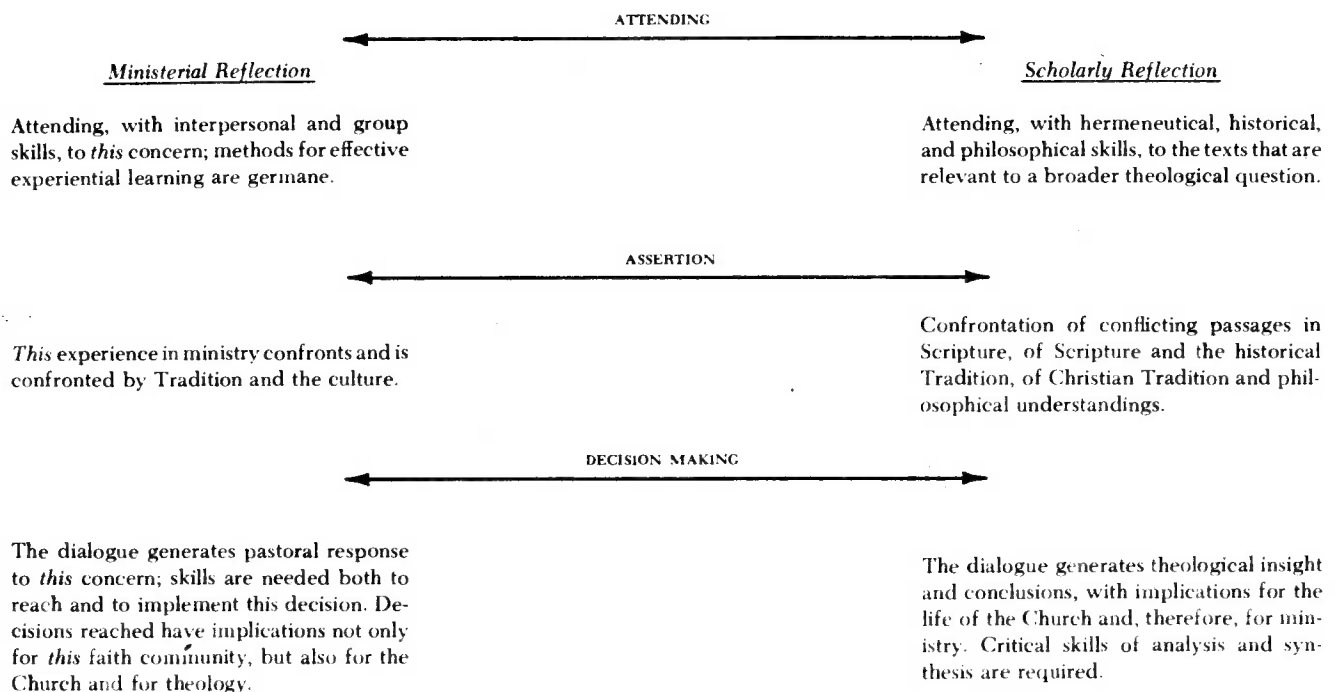 ATTENDING
Ministerial Reflection
Scholarly Reflection
Attending, with interpersonal and group
skills, to this concern; methods for effective
experiential learning are germane.
Attending, with hermeneutical, historical,
and philosophical skills, to the texts that are
relevant to a broader theological question.
ASSERTION
This experience in ministry confronts and is
confronted by Tradition and the culture.
Confrontation of conflicting passages in
Scripture, of Scripture and the historical
Tradition, of Christian Tradition and phil-
osophical understandings.
DECISION MAKING
The dialogue generates pastoral response
to this concern; skills are needed both to
reach and to implement this decision. De-
cisions reached have implications not only
for this faith community, but also for the
Church and for theology.
The dialogue generates theological insight
and conclusions, with implications for the
life of the Church and, therefore, for min-
istry. Critical skills of analysis and syn-
thesis are required.